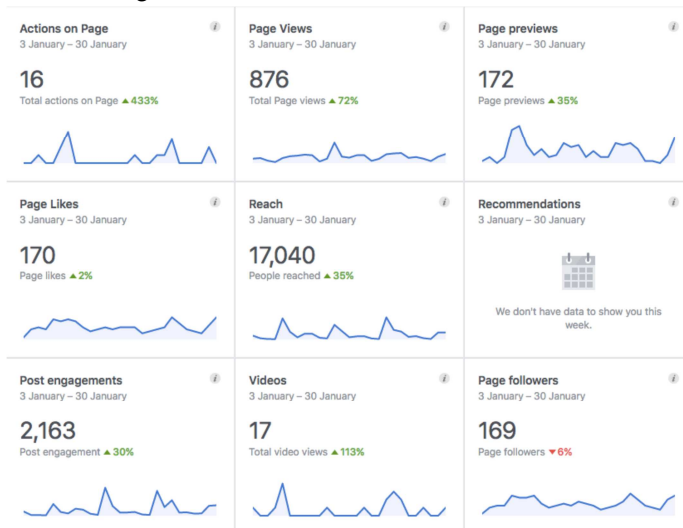 Actions on Page
3 January – 30 January
16
Total actions on Page ▲433%
Page Views
3 January – 30 January
876
Total Page views ▲72%
Page previews
3 January – 30 January
172
Page previews ▲35%
Page Likes
3 January – 30 January
170
Page likes ▲2%
Reach
3 January – 30 January
17,040
People reached ▲35%
Recommendations
3 January – 30 January
We don't have data to show you this
week.
Post engagements
3 January – 30 January
2,163
Post engagement ▲30%
Videos
3 January – 30 January
17
Total video views ▲113%
Page followers
3 January – 30 January
169
Page followers ▼6%